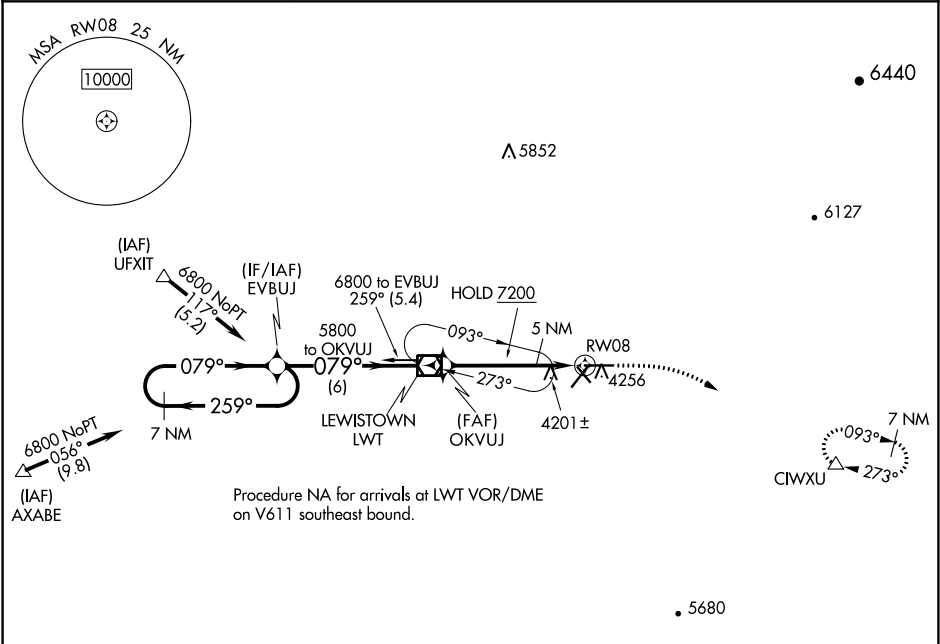 MSA RW08 25 NM
10000
6440
5852
6127
(IAF)
UFXIT
6800 NoPT
117°
(5.2)
(IF/IAF)
EVBUJ
6800 to EVBUJ
259° (5.4)
HOLD 7200
5800
to OKVUJ
079°
(6)
093°
5 NM
RW08
079°
259°
7 NM
273°
4256
LEWISTOWN
LWT
(FAF)
OKVUJ
4201±
6800 NoPT
056°
(9.8)
(IAF)
AXABE
7 NM
093°
273°
CIWXU
Procedure NA for arrivals at LWT VOR/DME
on V611 southeast bound.
5680